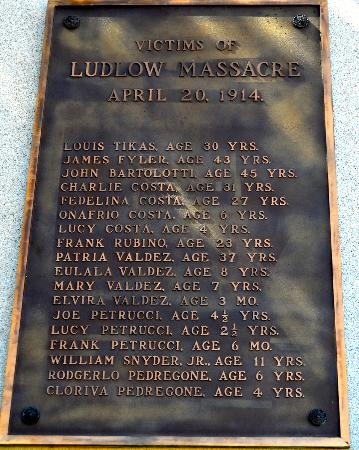 VICTIMS OF
LUDLOW MASSACRE
APRIL 20, 1914.
LOUIS TIKAS, AGE 30 YRS.
JAMES FYLER, AGE 43 YRS.
JOHN BARTOLOTTI, AGE 45 YRS.
CHARLIE COSTA, AGE 31 YRS.
FEDELINA COSTA, AGE 27 YRS.
ONAFRIO COSTA, AGE 6 YRS.
LUCY COSTA, AGE 4 YRS.
FRANK RUBINO, AGE 23 YRS.
PATRIA VALDEZ, AGE 37 YRS.
EULALA VALDEZ, AGE 8 YRS.
MARY VALDEZ, AGE 7 YRS.
ELVIRA VALDEZ, AGE 3 MO.
JOE PETRUCCI, AGE 4½ YRS.
LUCY PETRUCCI, AGE 2½ YRS.
FRANK PETRUCCI, AGE 6 MO.
WILLIAM SNYDER, JR., AGE 11 YRS.
RODGERLO PEDREGONE, AGE 6 YRS.
CLORIVA PEDREGONE, AGE 4 YRS.